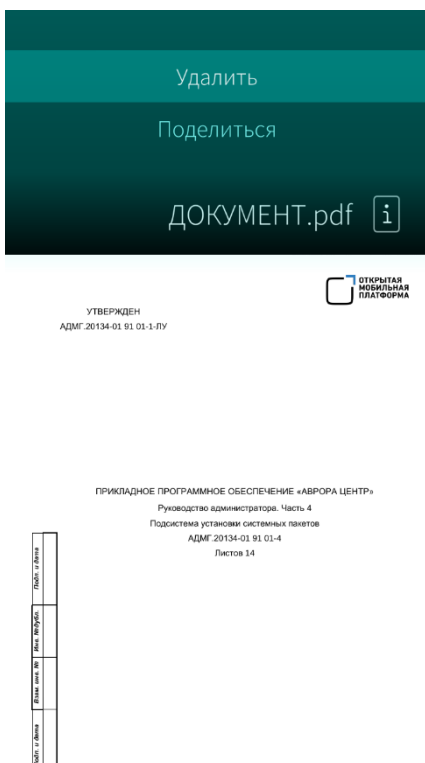 Удалить
Поделиться
ДОКУМЕНТ.pdf
ОТКРЫТАЯ
МОБИЛЬНАЯ
ПЛАТФОРМА
УТВЕРЖДЕН
АДМГ.20134-01 91 01-1-ЛУ
ПРИКЛАДНОЕ ПРОГРАММНОЕ ОБЕСПЕЧЕНИЕ «АВРОРА ЦЕНТР»
Руководство администратора. Часть 4
Подсистема установки системных пакетов
АДМГ.20134-01 91 01-4
Листов 14
Подп. и дата
Инв. №дубл.
Взам. инв. №
Подп. и дата